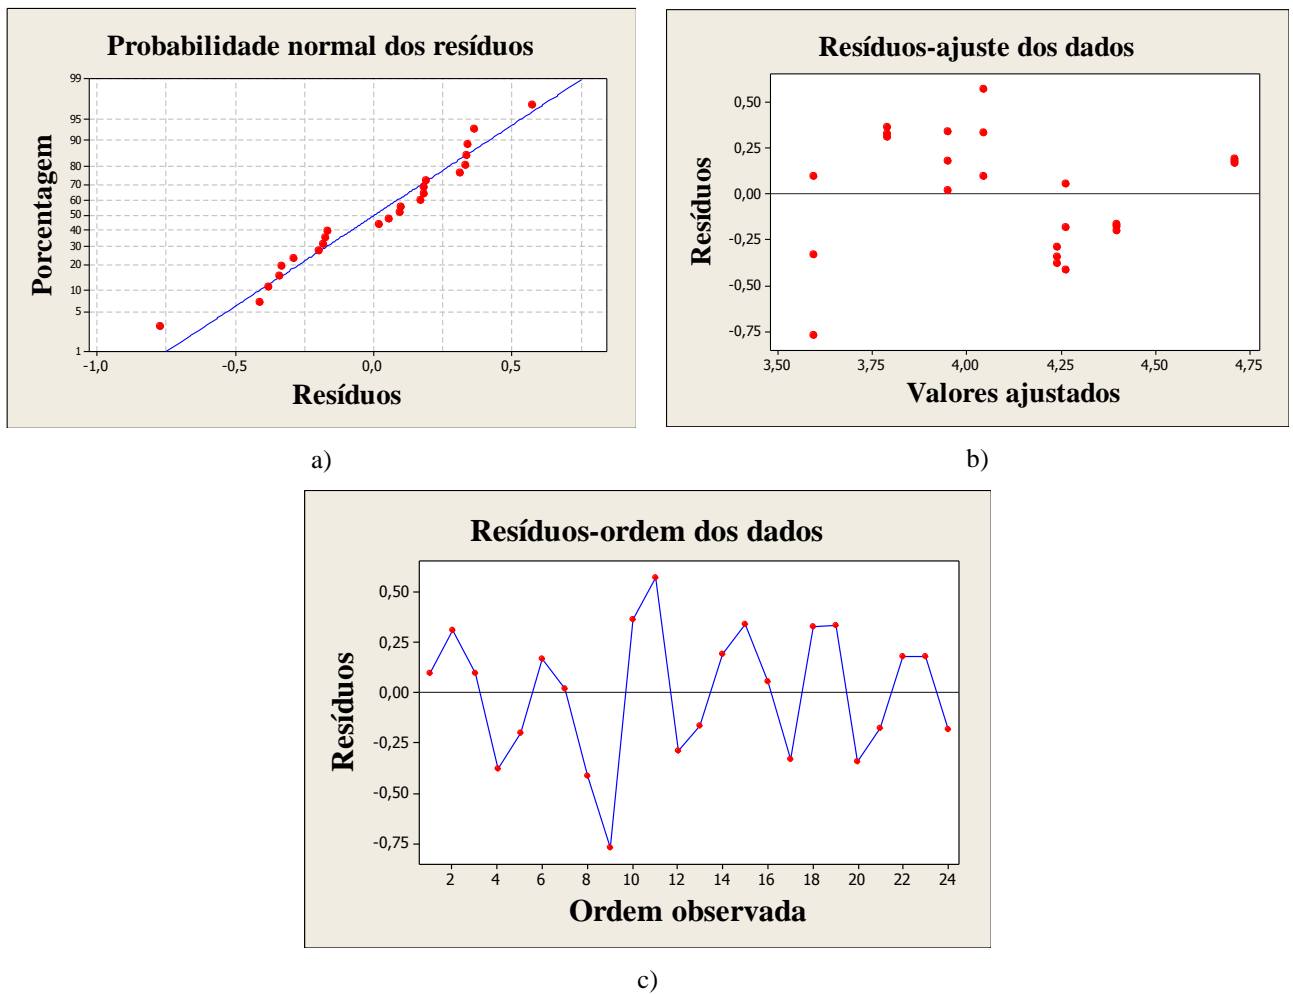 Probabilidade normal dos resíduos
Porcentagem
99
95
90
80
70
60
50
40
30
20
10
5
1
-1,0 -0,5 0,0 0,5
Resíduos
a)
Resíduos-ajuste dos dados
Resíduos
0,50
0,25
0,00
-0,25
-0,50
-0,75
3,50 3,75 4,00 4,25 4,50 4,75
Valores ajustados
b)
Resíduos-ordem dos dados
Resíduos
0,50
0,25
0,00
-0,25
-0,50
-0,75
2 4 6 8 10 12 14 16 18 20 22 24
Ordem observada
c)